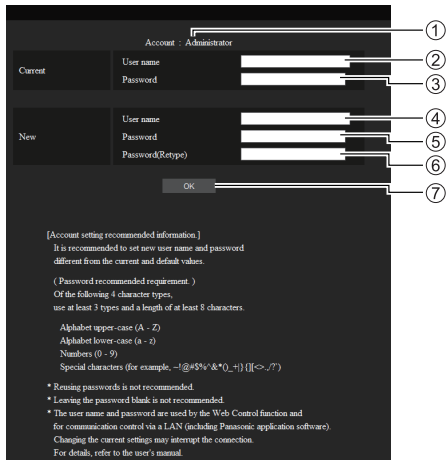 Account : Administrator
①
Current
User name
②
Password
③
New
User name
④
Password
⑤
Password(Retype)
⑥
OK
⑦
[Account setting recommended information.]
It is recommended to set new user name and password
different from the current and default values.
( Password recommended requirement. )
Of the following 4 character types,
use at least 3 types and a length of at least 8 characters.
Alphabet upper-case (A - Z)
Alphabet lower-case (a - z)
Numbers (0 - 9)
Special characters (for example, ~!@#$%^&*()_+|}{][<>.,/?`)
* Reusing passwords is not recommended.
* Leaving the password blank is not recommended.
* The user name and password are used by the Web Control function and
for communication control via a LAN (including Panasonic application software).
Changing the current settings may interrupt the connection.
For details, refer to the user's manual.